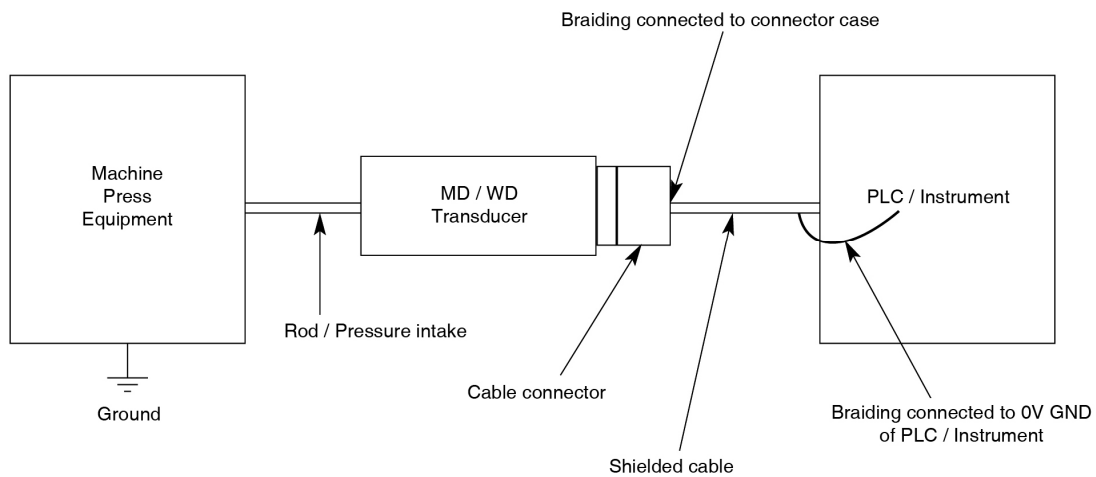 Braiding connected to connector case
Machine
Press
Equipment
MD / WD
Transducer
PLC / Instrument
Rod / Pressure intake
Cable connector
Ground
Braiding connected to 0V GND
of PLC / Instrument
Shielded cable